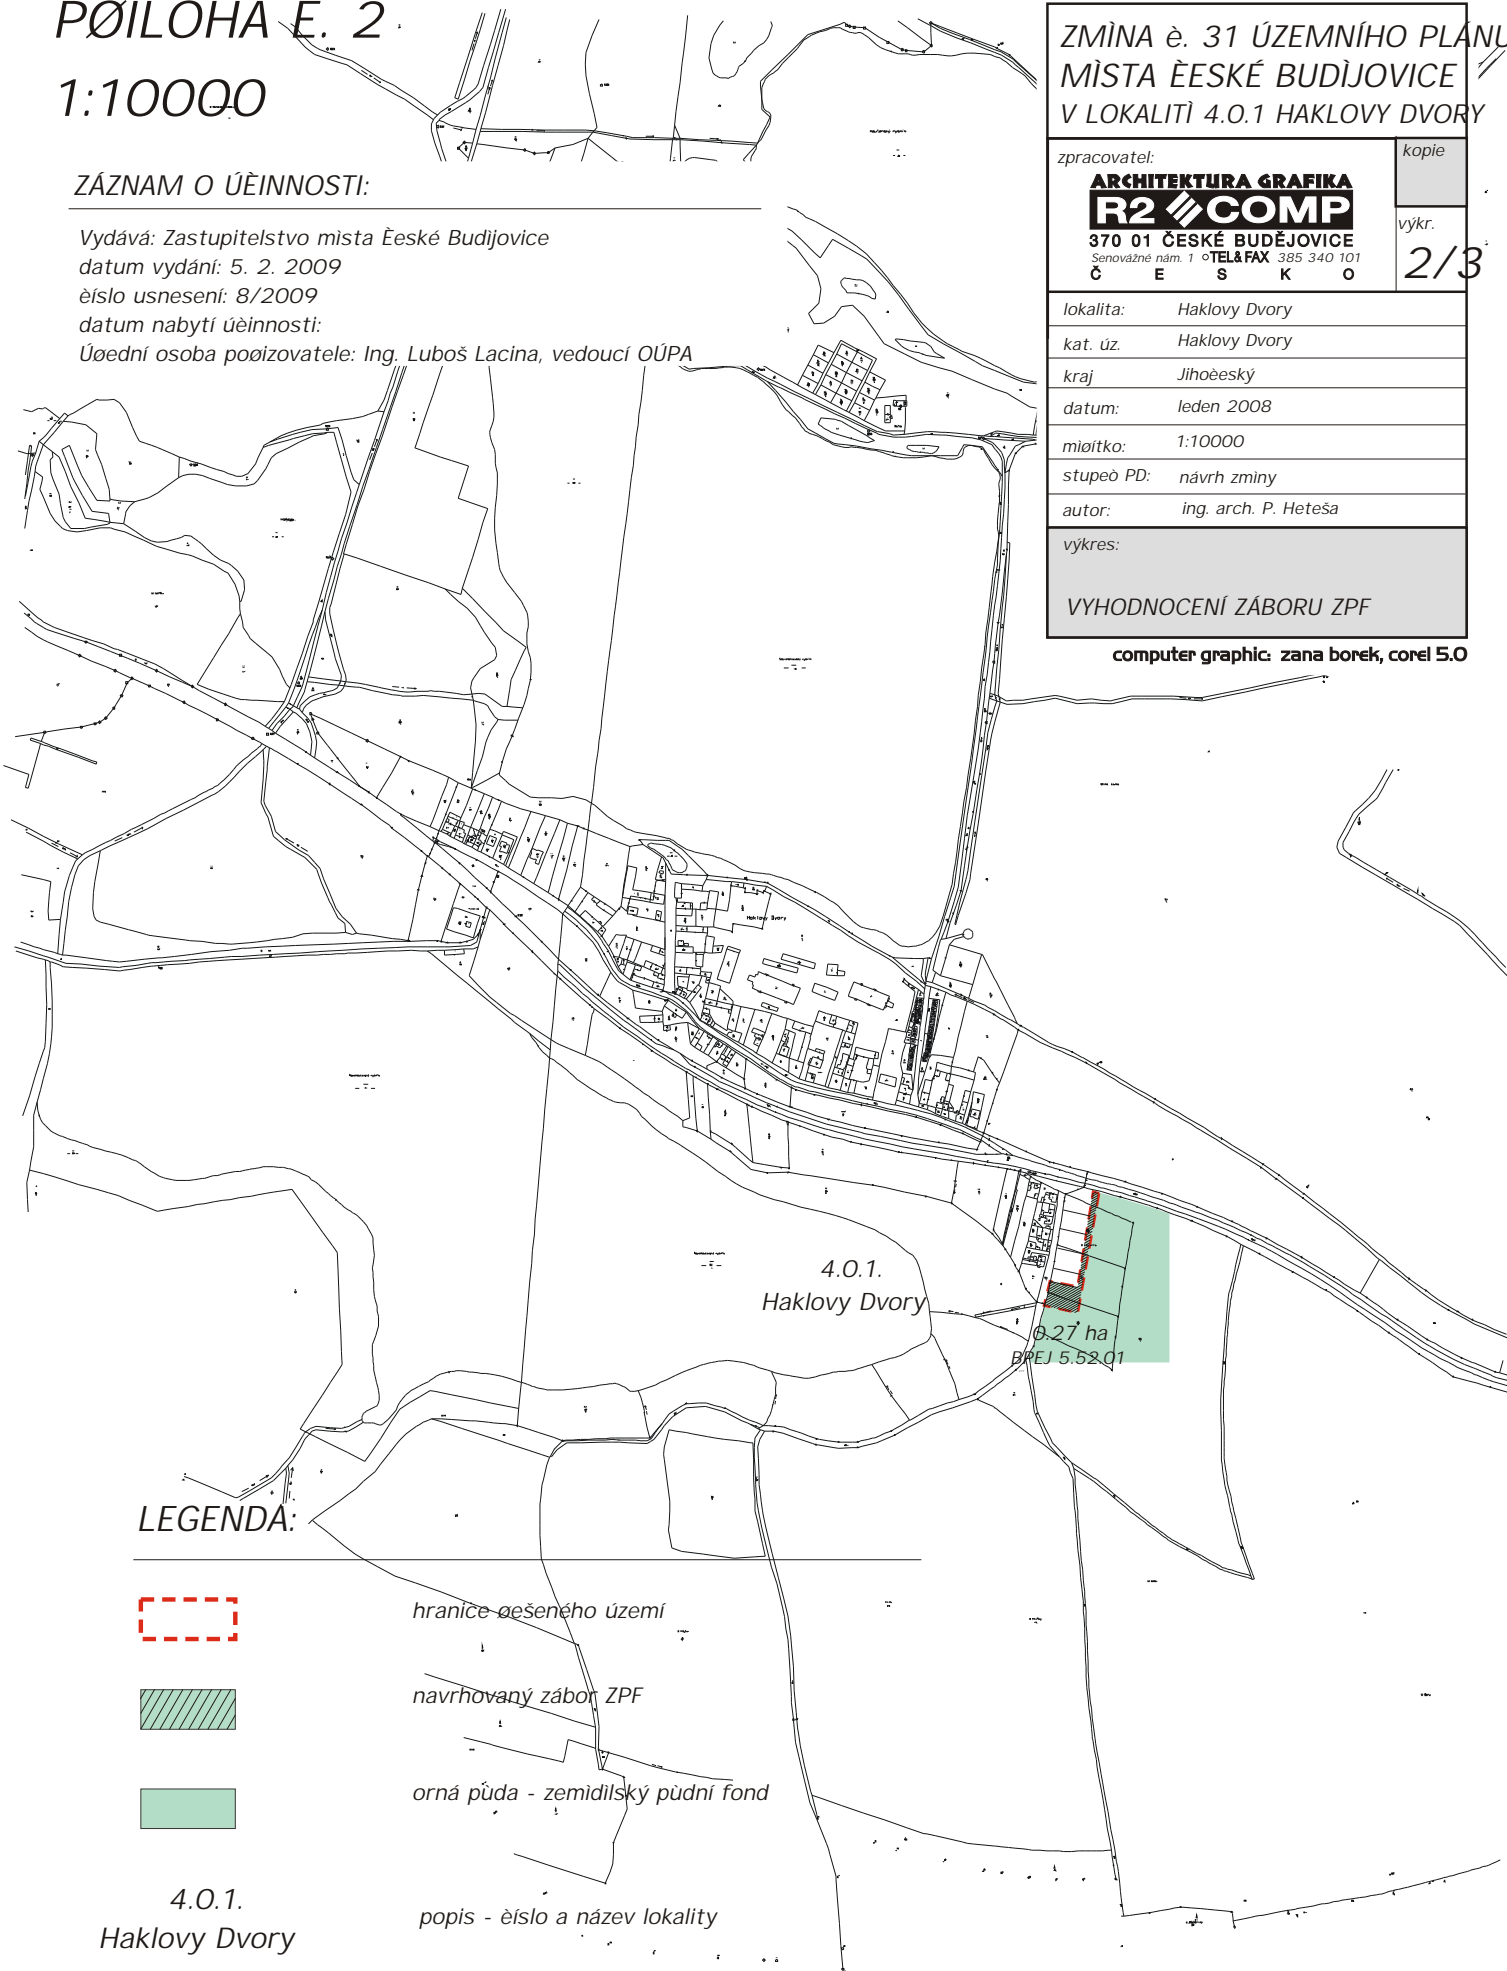 PØILOHA È. 2
1:10000
ZÁZNAM O ÚÈINNOSTI:
Vydává: Zastupitelstvo mìsta Èeské Budìjovice
datum vydání: 5. 2. 2009
èíslo usnesení: 8/2009
datum nabytí úèinnosti:
Úøední osoba poøizovatele: Ing. Luboš Lacina, vedoucí OÚPA
ZMÌNA è. 31 ÚZEMNÍHO PLÁNU
MÌSTA ÈESKÉ BUDÌJOVICE
V LOKALITÌ 4.O.1 HAKLOVY DVORY
zpracovatel:
kopie
ARCHITEKTURA GRAFIKA
R2 COMP
370 01 ČESKÉ BUDĚJOVICE
Senovážné nám. 1 TEL&FAX 385 340 101
ČESKO
výkr.
2/3
lokalita: Haklovy Dvory
kat. úz. Haklovy Dvory
kraj Jihoèeský
datum: leden 2008
mìøítko: 1:10000
stupeò PD: návrh zmìny
autor: ing. arch. P. Heteša
výkres:
VYHODNOCENÍ ZÁBORU ZPF
computer graphic: zana borek, corel 5.0
Haklovy Dvory
4.O.1.
Haklovy Dvory
0.27 ha
BPEJ 5.52.01
LEGENDA:
hranice øešeného území
navrhovaný zábor ZPF
orná pùda - zemìdìlský pùdní fond
4.O.1.
Haklovy Dvory
popis - èíslo a název lokality